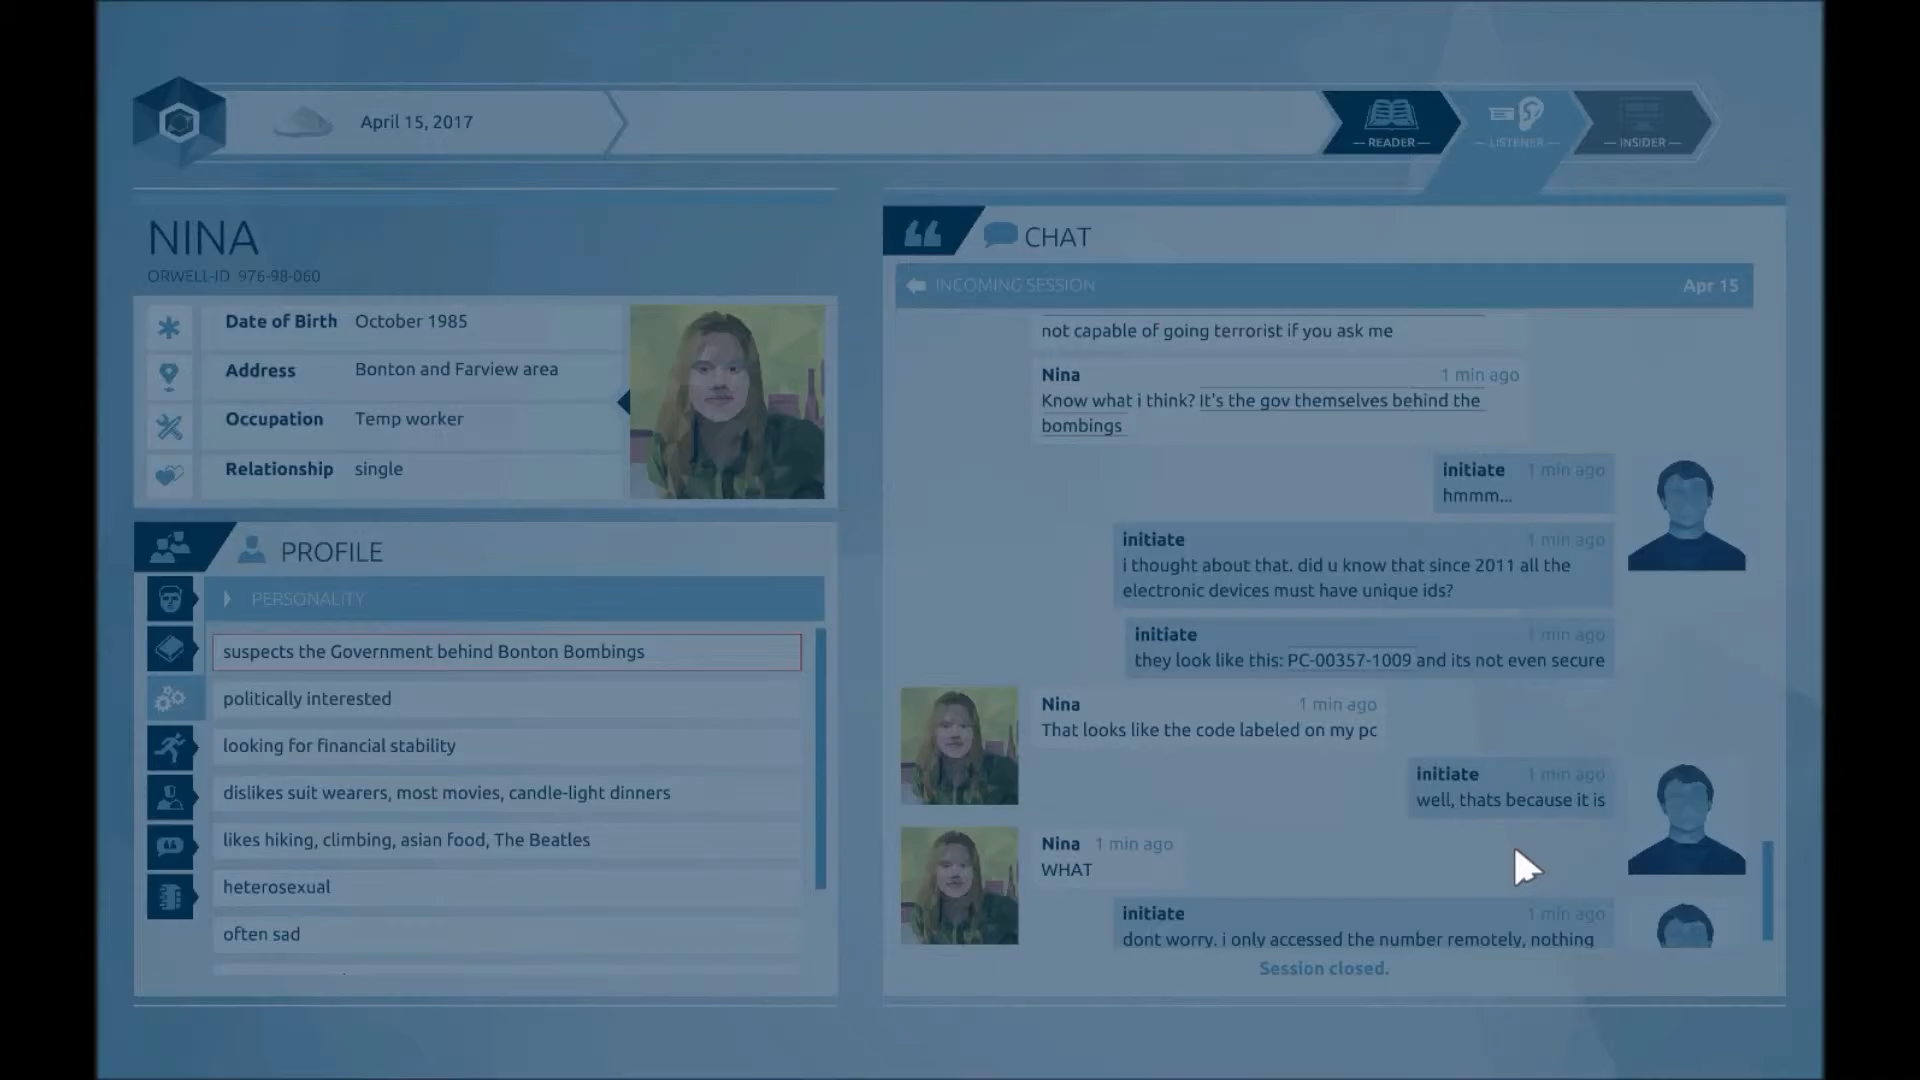 April 15, 2017
READER
LISTENER
INSIDER
NINA
ORWELL-ID 976-98-060
Date of Birth October 1985
Address Bonton and Farview area
Occupation Temp worker
Relationship single
PROFILE
PERSONALITY
suspects the Government behind Bonton Bombings
politically interested
looking for financial stability
dislikes suit wearers, most movies, candle-light dinners
likes hiking, climbing, asian food, The Beatles
heterosexual
often sad
CHAT
INCOMING SESSION Apr 15
not capable of going terrorist if you ask me
Nina 1 min ago
Know what i think? It's the gov themselves behind the
bombings
initiate 1 min ago
hmmm...
initiate 1 min ago
i thought about that. did u know that since 2011 all the
electronic devices must have unique ids?
initiate 1 min ago
they look like this: PC-00357-1009 and its not even secure
Nina 1 min ago
That looks like the code labeled on my pc
initiate 1 min ago
well, thats because it is
Nina 1 min ago
WHAT
initiate 1 min ago
dont worry. i only accessed the number remotely, nothing
Session closed.